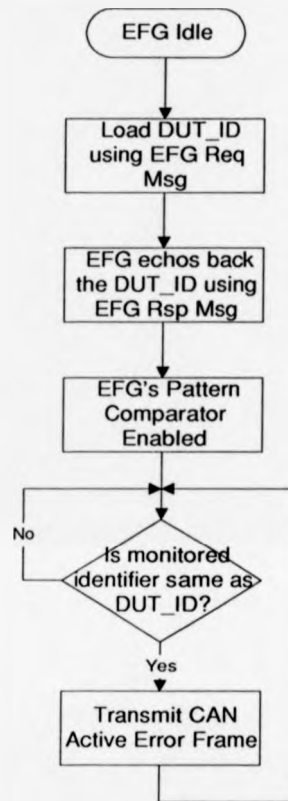 EFG Idle
Load DUT_ID
using EFG Req
Msg
EFG echos back
the DUT_ID using
EFG Rsp Msg
EFG's Pattern
Comparator
Enabled
No
Is monitored
identifier same as
DUT_ID?
Yes
Transmit CAN
Active Error Frame